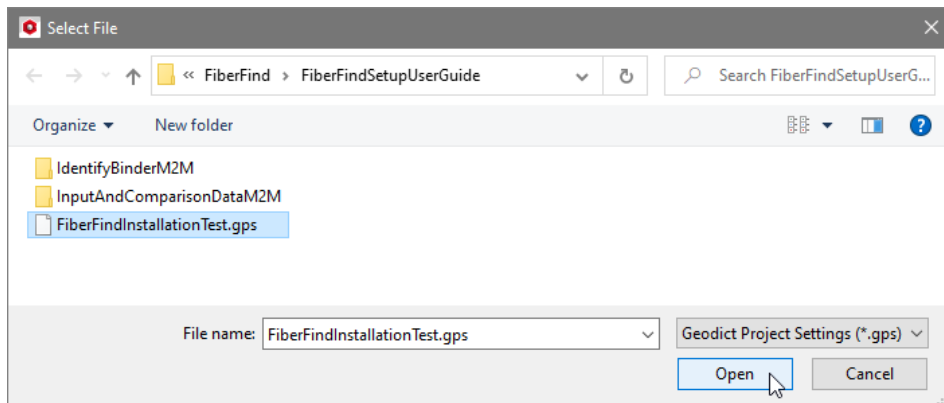 Select File
« FiberFind › FiberFindSetupUserGuide
Search FiberFindSetupUserG...
Organize
New folder
IdentifyBinderM2M
InputAndComparisonDataM2M
FiberFindInstallationTest.gps
File name: FiberFindInstallationTest.gps
Geodict Project Settings (*.gps)
Open
Cancel